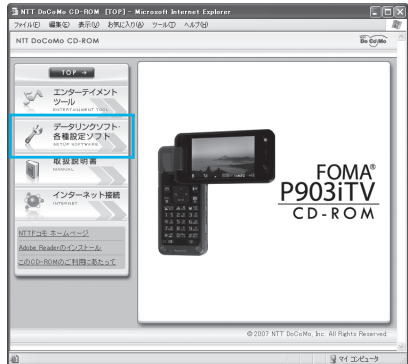 NTT DoCoMo CD-ROM [TOP] - Microsoft Internet Explorer
ファイル(F) 編集(E) 表示(V) お気に入り(A) ツール(T) ヘルプ(H)
NTT DoCoMo CD-ROM
DoCoMo
TOP →
エンターテイメント
ツール
ENTERTAINMENT TOOL
データリンクソフト・
各種設定ソフト
SETUP SOFTWARE
取扱説明書
MANUAL
インターネット接続
INTERNET
NTTドコモ ホームページ
Adobe Readerのインストール
このCD-ROMのご利用にあたって
FOMA®
P903iTV
CD-ROM
© 2007 NTT DoCoMo, Inc. All Rights Reserved.
マイ コンピュータ